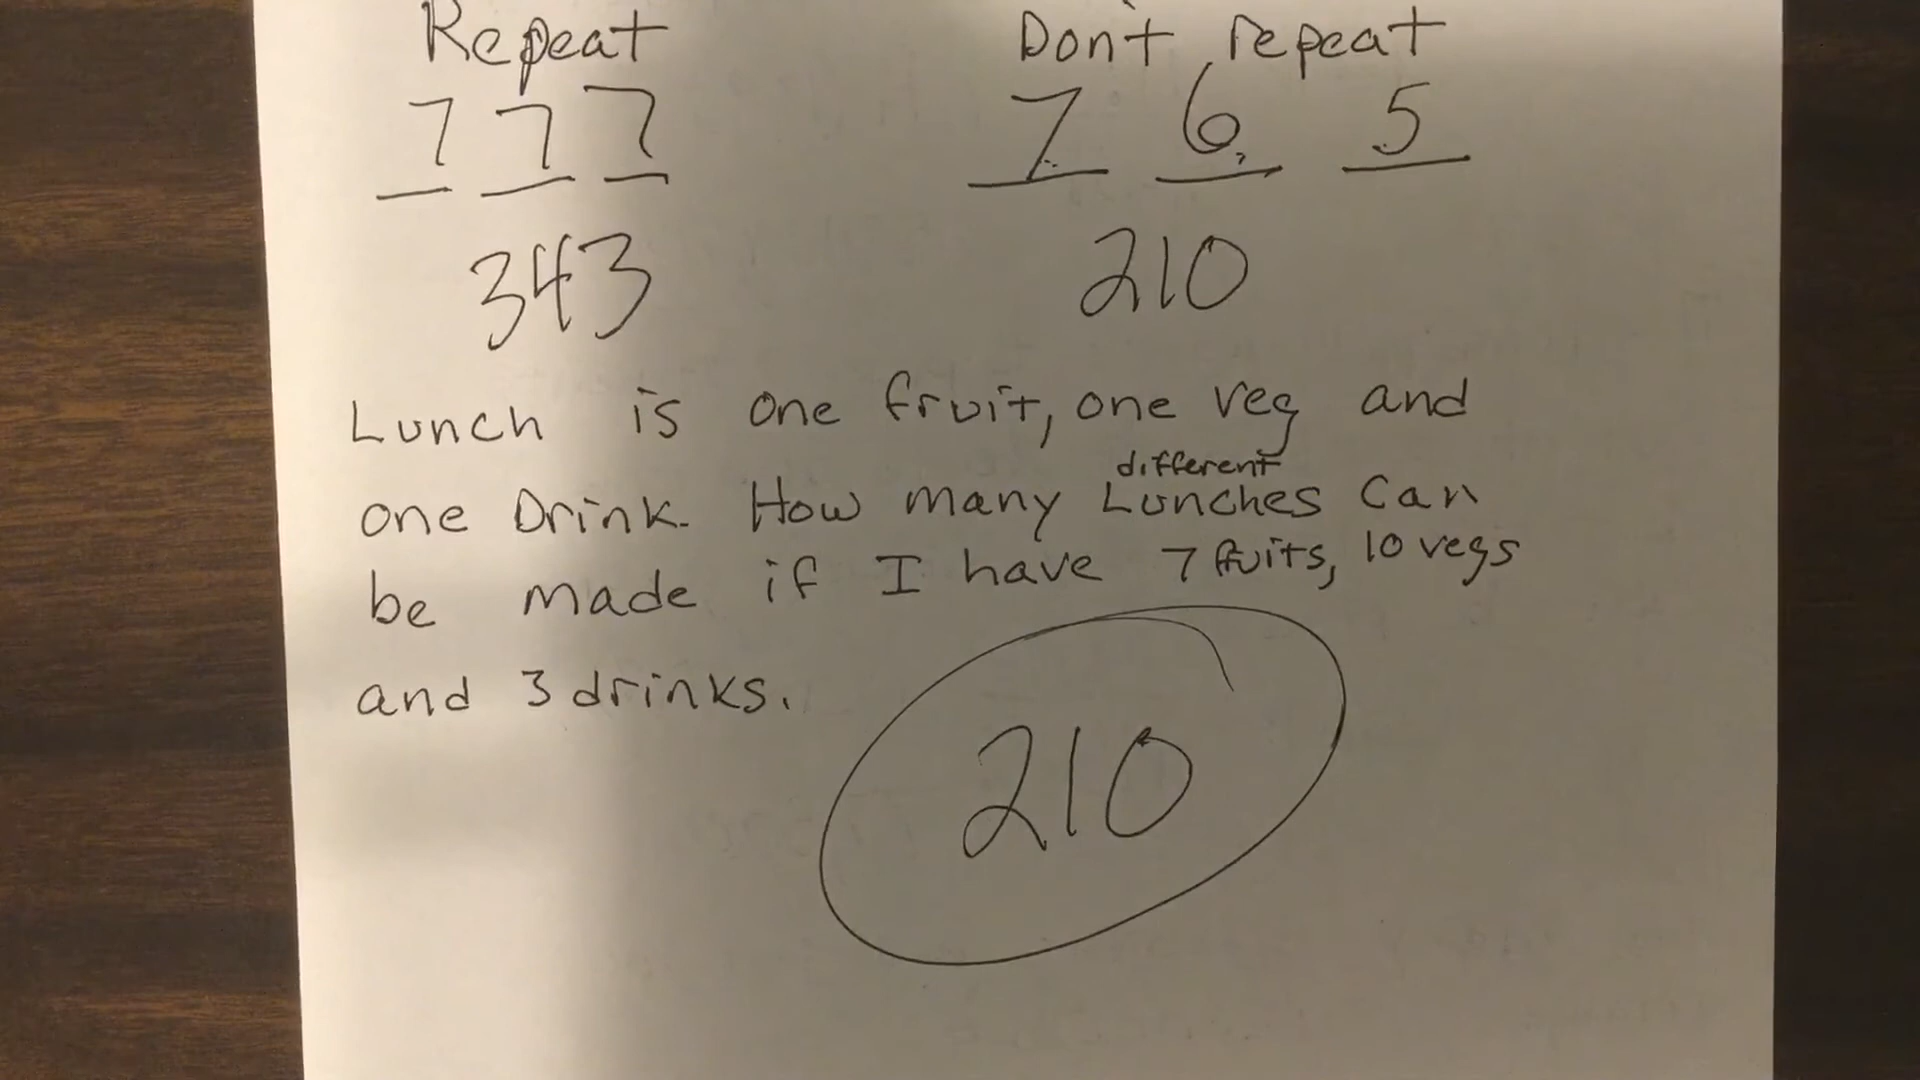 Repeat Don't repeat
7 7 7 7 6 5
343 210
Lunch is one fruit, one veg and
different
one Drink. How many Lunches can
be made if I have 7 fruits, 10 vegs
and 3 drinks.
210